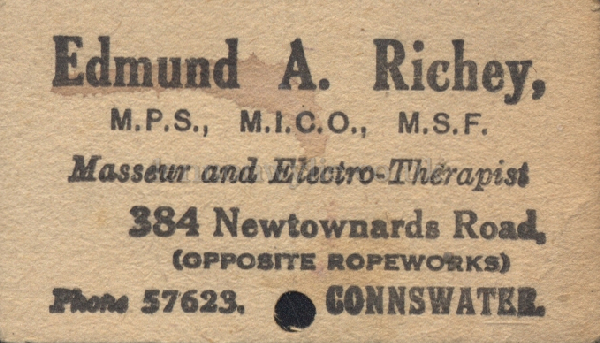 Edmund A. Richey,
M.P.S., M.I.C.O., M.S.F.
Masseur and Electro-Therapist
384 Newtownards Road,
(OPPOSITE ROPEWORKS)
Phone 57623. CONNSWATER.